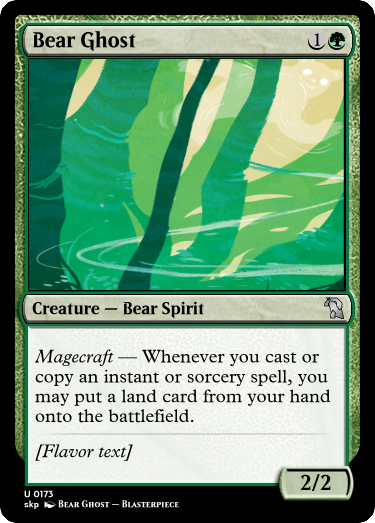 Bear Ghost 1
Creature — Bear Spirit
Magecraft — Whenever you cast or
copy an instant or sorcery spell, you
may put a land card from your hand
onto the battlefield.
[Flavor text]
2/2
U 0173
skp Bear Ghost — Blasterpiece